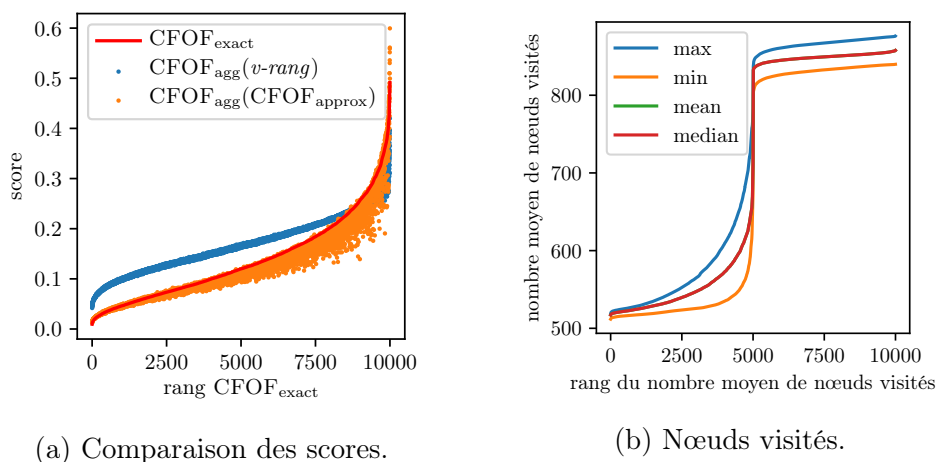 CFOF_exact
CFOF_agg(v-rang)
CFOF_agg(CFOF_approx)
score
0.6
0.5
0.4
0.3
0.2
0.1
0.0
0 2500 5000 7500 10000
rang CFOF_exact
(a) Comparaison des scores.
max
min
mean
median
nombre moyen de nœuds visités
800
700
600
500
0 2500 5000 7500 10000
rang du nombre moyen de nœuds visités
(b) Nœuds visités.